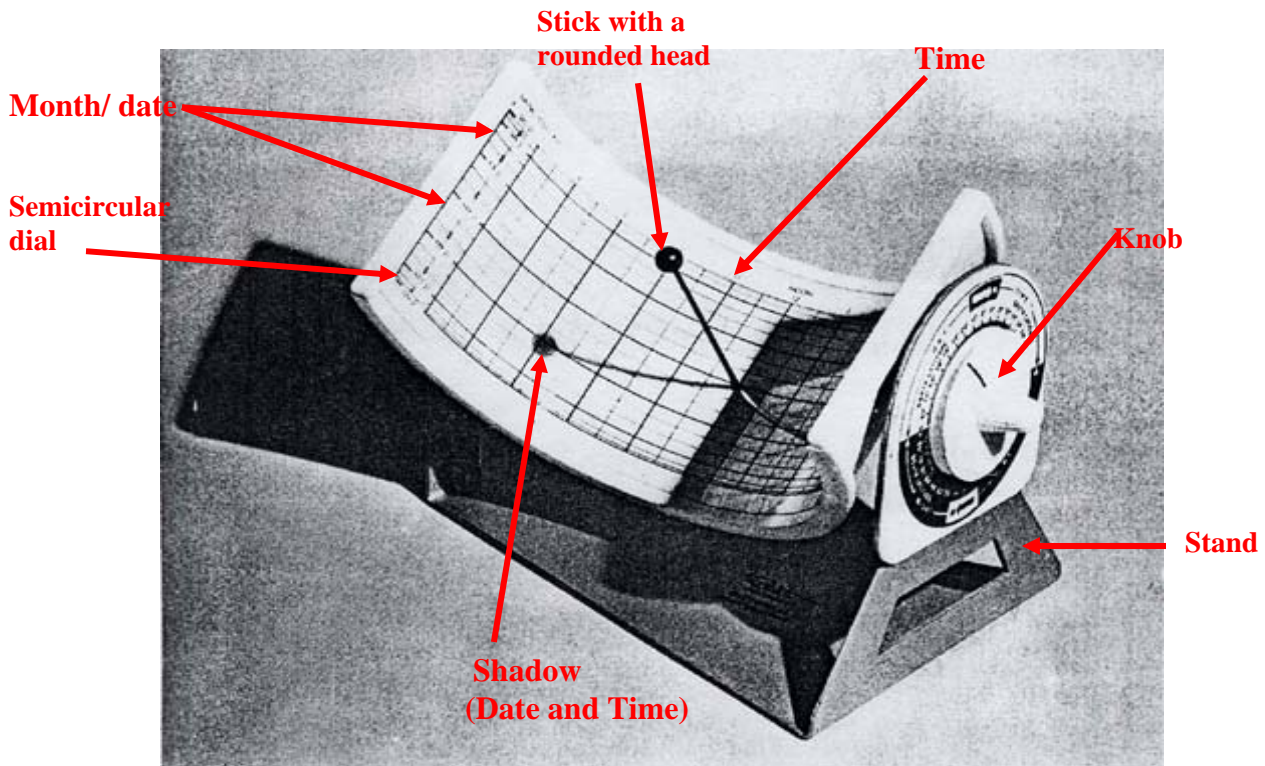 Stick with a
rounded head
Time
Month/ date
Semicircular
dial
Knob
Stand
Shadow
(Date and Time)